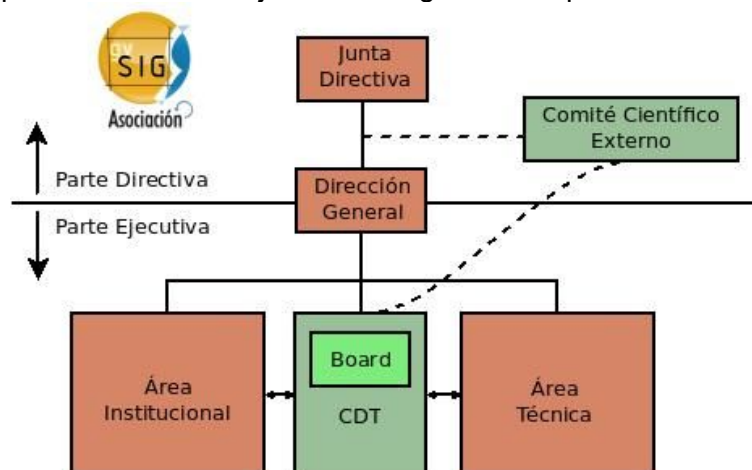 gv
SIG
Asociación
Junta
Directiva
Comité Científico
Externo
Parte Directiva
Dirección
General
Parte Ejecutiva
Board
Área
Institucional
CDT
Área
Técnica